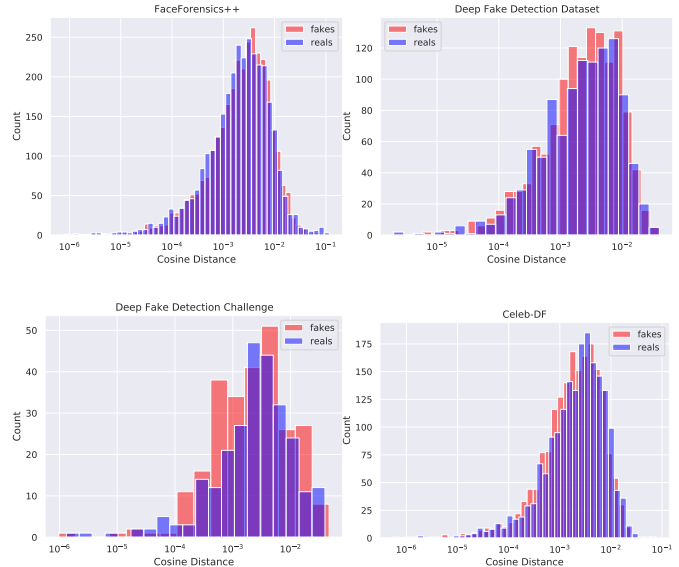 FaceForensics++
fakes
reals
Count
250
200
150
100
50
0
10⁻⁶ 10⁻⁵ 10⁻⁴ 10⁻³ 10⁻² 10⁻¹
Cosine Distance
Deep Fake Detection Dataset
fakes
reals
Count
120
100
80
60
40
20
0
10⁻⁵ 10⁻⁴ 10⁻³ 10⁻²
Cosine Distance
Deep Fake Detection Challenge
fakes
reals
Count
50
40
30
20
10
0
10⁻⁶ 10⁻⁵ 10⁻⁴ 10⁻³ 10⁻²
Cosine Distance
Celeb-DF
fakes
reals
Count
175
150
125
100
75
50
25
0
10⁻⁶ 10⁻⁵ 10⁻⁴ 10⁻³ 10⁻² 10⁻¹
Cosine Distance